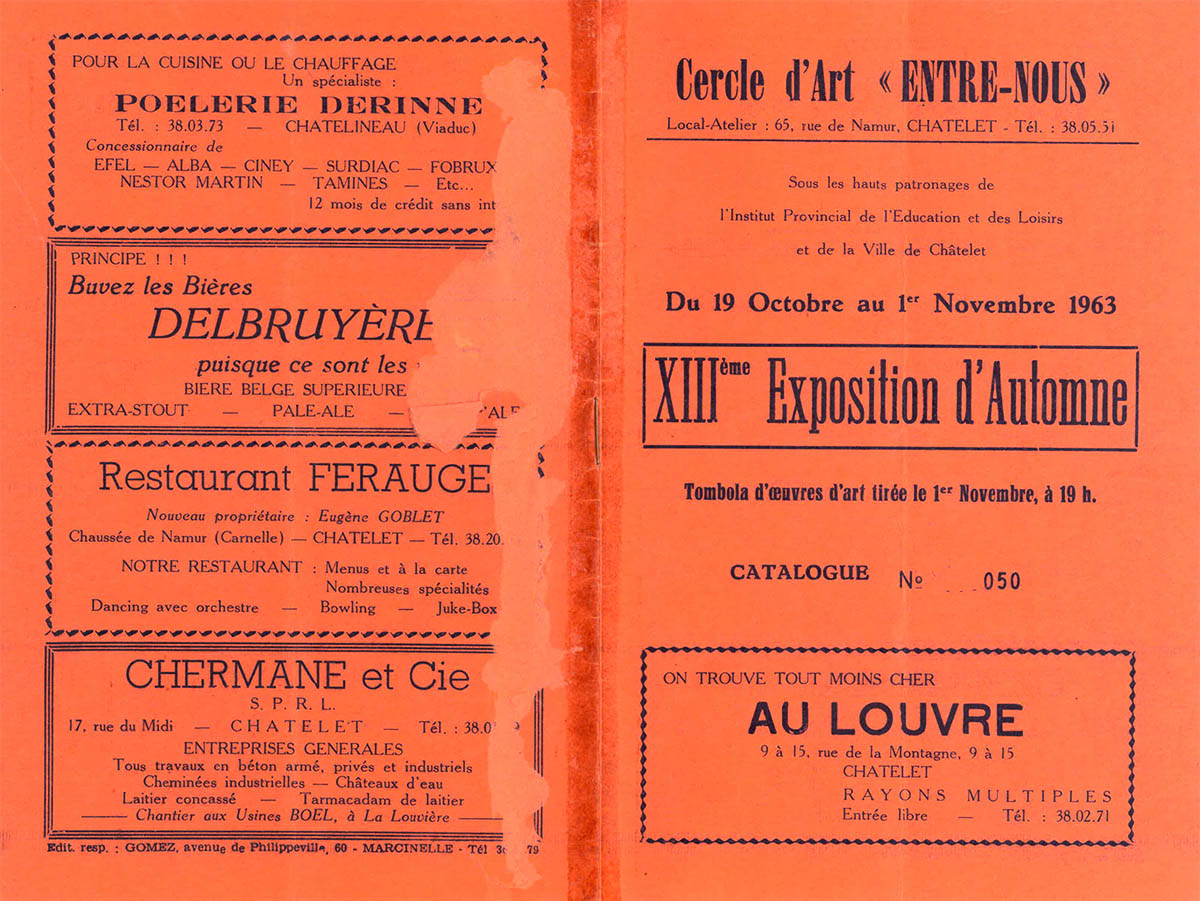 POUR LA CUISINE OU LE CHAUFFAGE
Un spécialiste :
POELERIE DERINNE
Tél. : 38.03.73 — CHATELINEAU (Viaduc)
Concessionnaire de
EFEL — ALBA — CINEY — SURDIAC — FOBRUX
NESTOR MARTIN — TAMINES — Etc...
12 mois de crédit sans
PRINCIPE ! ! !
Buvez les Bières
DELBRUYÈRE
puisque ce sont les
BIERE BELGE SUPERIEURE
EXTRA-STOUT — PALE-ALE —
Restaurant FERAUGE
Nouveau propriétaire : Eugène GOBLET
Chaussée de Namur (Carnelle) — CHATELET — Tél. 38.20.
NOTRE RESTAURANT : Menus et à la carte
Nombreuses spécialités
Dancing avec orchestre — Bowling — Juke-Box
CHERMANE et Cie
S. P. R. L.
17, rue du Midi — CHATELET — Tél. : 38.0
ENTREPRISES GENERALES
Tous travaux en béton armé, privés et industriels
Cheminées industrielles — Châteaux d'eau
Laitier concassé — Tarmacadam de laitier
Chantier aux Usines BOEL, à La Louvière
Edit. resp. : GOMEZ, avenue de Philippeville, 60 - MARCINELLE - Tél 79
Cercle d'Art « ENTRE-NOUS »
Local-Atelier : 65, rue de Namur, CHATELET - Tél. : 38.05.51
Sous les hauts patronages de
l'Institut Provincial de l'Education et des Loisirs
et de la Ville de Châtelet
Du 19 Octobre au 1er Novembre 1963
XIIIème Exposition d'Automne
Tombola d'œuvres d'art tirée le 1er Novembre, à 19 h.
CATALOGUE Nº 050
ON TROUVE TOUT MOINS CHER
AU LOUVRE
9 à 15, rue de la Montagne, 9 à 15
CHATELET
RAYONS MULTIPLES
Entrée libre — Tél. : 38.02.71